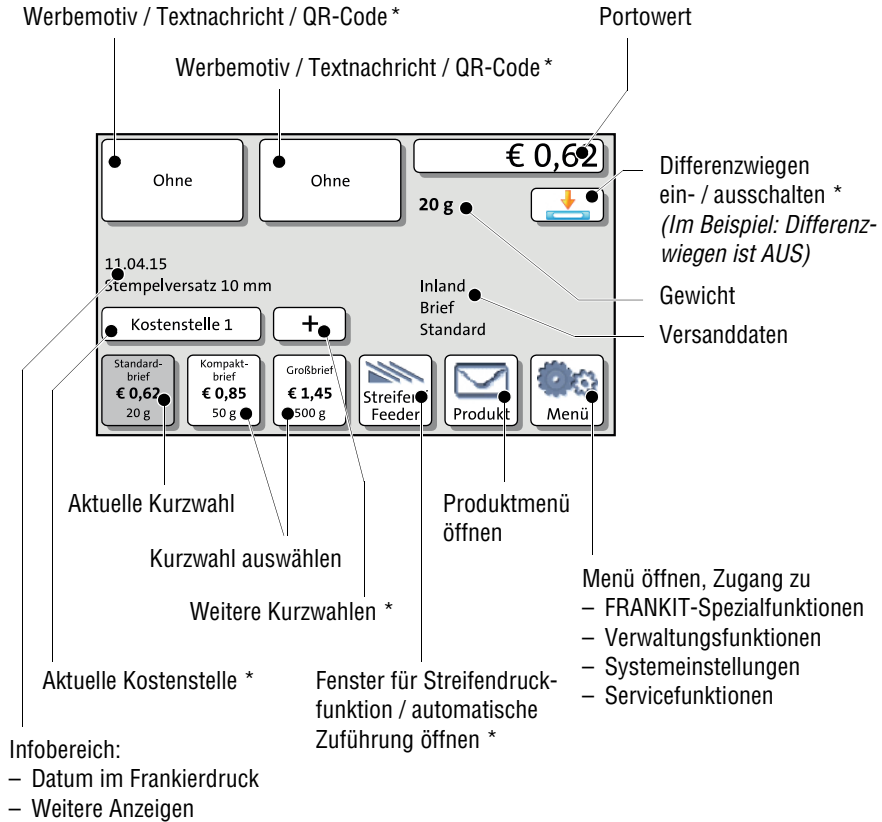 Werbemotiv / Textnachricht / QR-Code *
Portowert
Werbemotiv / Textnachricht / QR-Code *
Ohne
Ohne
€ 0,62
20 g
Differenzwiegen
ein- / ausschalten *
(Im Beispiel: Differenz-
wiegen ist AUS)
Gewicht
Versanddaten
11.04.15
Stempelversatz 10 mm
Inland
Brief
Standard
Kostenstelle 1
+
Standard-
brief
€ 0,62
20 g
Kompakt-
brief
€ 0,85
50 g
Großbrief
€ 1,45
500 g
Streifen/
Feeder
Produkt
Menü
Aktuelle Kurzwahl
Kurzwahl auswählen
Weitere Kurzwahlen *
Aktuelle Kostenstelle *
Infobereich:
– Datum im Frankierdruck
– Weitere Anzeigen
Fenster für Streifendruck-
funktion / automatische
Zuführung öffnen *
Produktmenü
öffnen
Menü öffnen, Zugang zu
– FRANKIT-Spezialfunktionen
– Verwaltungsfunktionen
– Systemeinstellungen
– Servicefunktionen